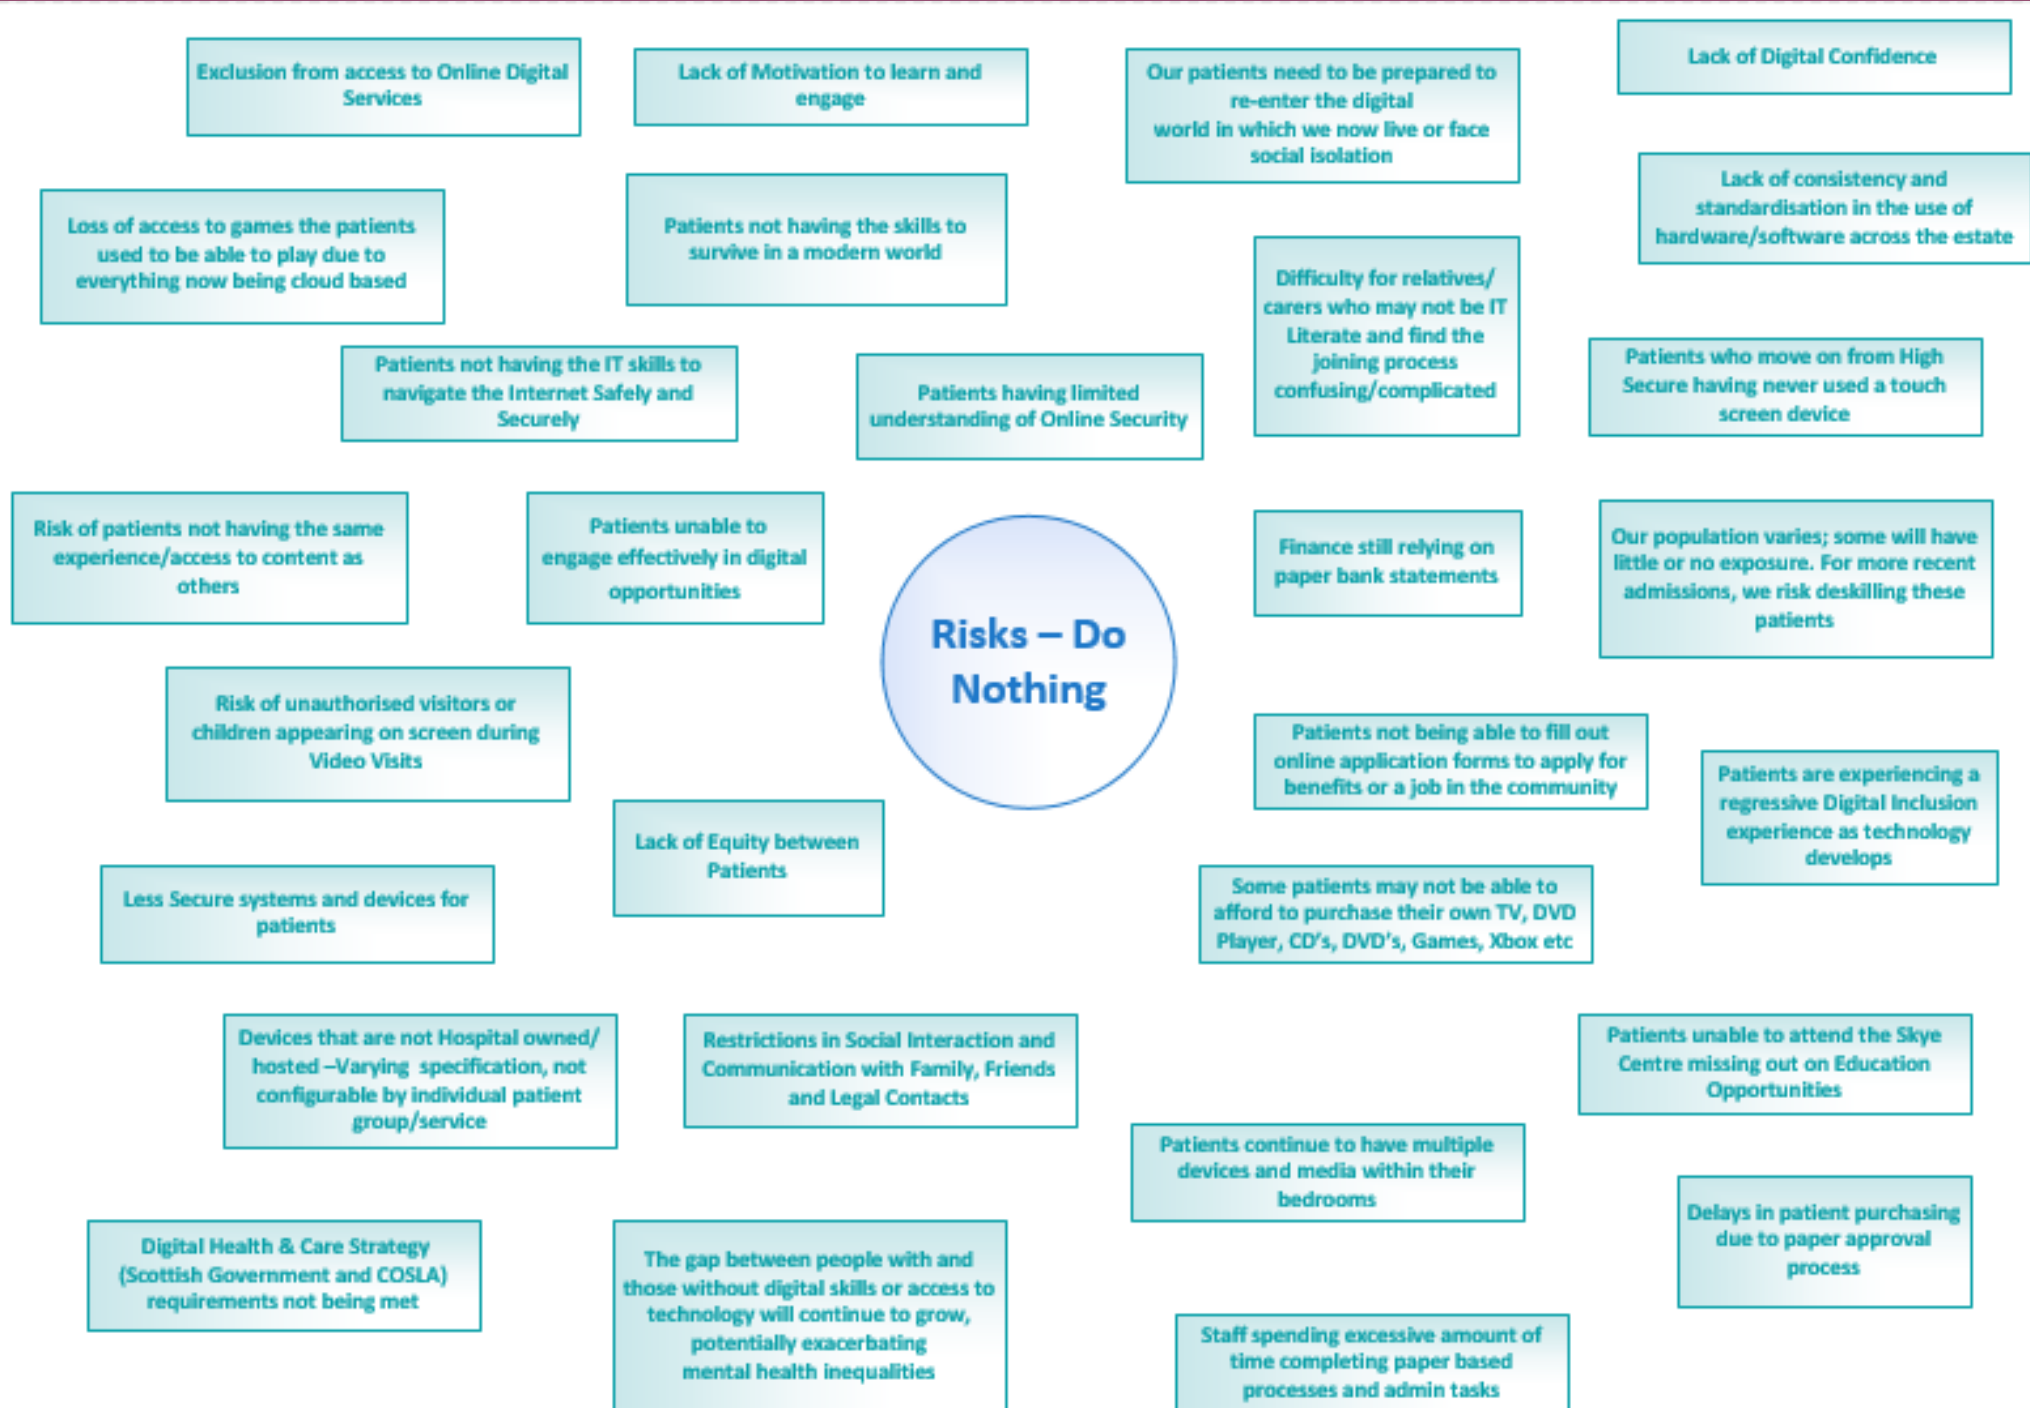 Exclusion from access to Online Digital
Services
Lack of Motivation to learn and
engage
Our patients need to be prepared to
re-enter the digital
world in which we now live or face
social isolation
Lack of Digital Confidence
Lack of consistency and
standardisation in the use of
hardware/software across the estate
Loss of access to games the patients
used to be able to play due to
everything now being cloud based
Patients not having the skills to
survive in a modern world
Difficulty for relatives/
carers who may not be IT
Literate and find the
joining process
confusing/complicated
Patients who move on from High
Secure having never used a touch
screen device
Patients not having the IT skills to
navigate the Internet Safely and
Securely
Patients having limited
understanding of Online Security
Risk of patients not having the same
experience/access to content as
others
Patients unable to
engage effectively in digital
opportunities
Finance still relying on
paper bank statements
Our population varies; some will have
little or no exposure. For more recent
admissions, we risk deskilling these
patients
Risks – Do
Nothing
Risk of unauthorised visitors or
children appearing on screen during
Video Visits
Patients not being able to fill out
online application forms to apply for
benefits or a job in the community
Patients are experiencing a
regressive Digital Inclusion
experience as technology
develops
Lack of Equity between
Patients
Less Secure systems and devices for
patients
Some patients may not be able to
afford to purchase their own TV, DVD
Player, CD's, DVD's, Games, Xbox etc
Devices that are not Hospital owned/
hosted –Varying specification, not
configurable by individual patient
group/service
Restrictions in Social Interaction and
Communication with Family, Friends
and Legal Contacts
Patients unable to attend the Skye
Centre missing out on Education
Opportunities
Patients continue to have multiple
devices and media within their
bedrooms
Delays in patient purchasing
due to paper approval
process
Digital Health & Care Strategy
(Scottish Government and COSLA)
requirements not being met
The gap between people with and
those without digital skills or access to
technology will continue to grow,
potentially exacerbating
mental health inequalities
Staff spending excessive amount of
time completing paper based
processes and admin tasks